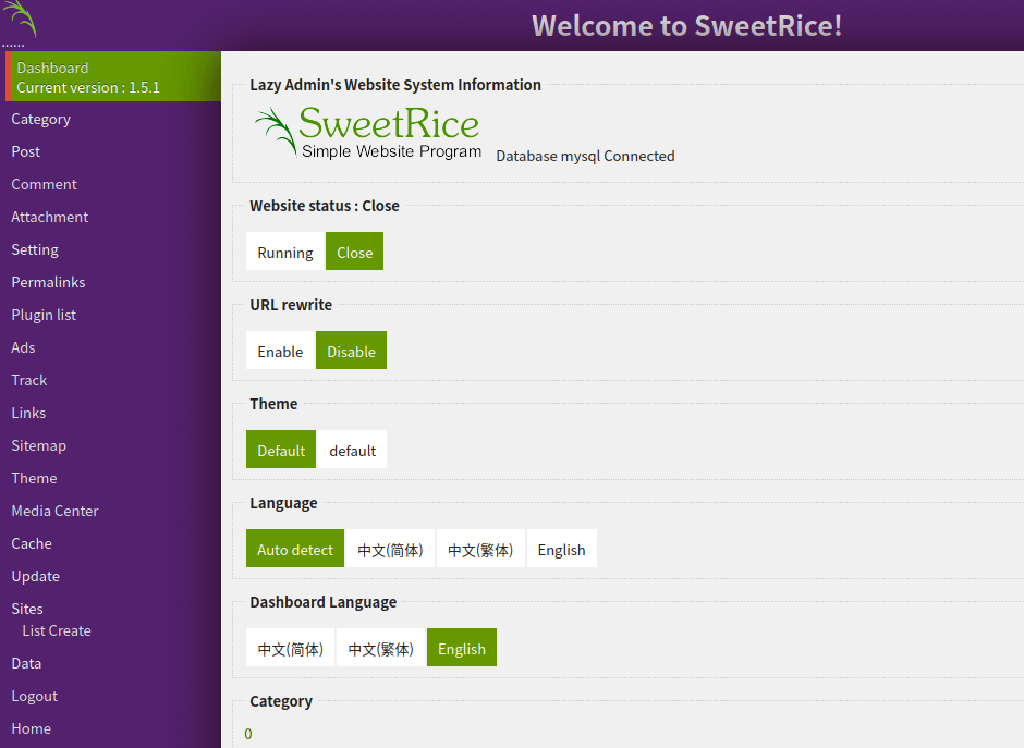 Welcome to SweetRice!
......
Dashboard
Current version : 1.5.1
Category
Post
Comment
Attachment
Setting
Permalinks
Plugin list
Ads
Track
Links
Sitemap
Theme
Media Center
Cache
Update
Sites
List Create
Data
Logout
Home
Lazy Admin's Website System Information
SweetRice
Simple Website Program
Database mysql Connected
Website status : Close
Running Close
URL rewrite
Enable Disable
Theme
Default default
Language
Auto detect 中文(简体) 中文(繁体) English
Dashboard Language
中文(简体) 中文(繁体) English
Category
0